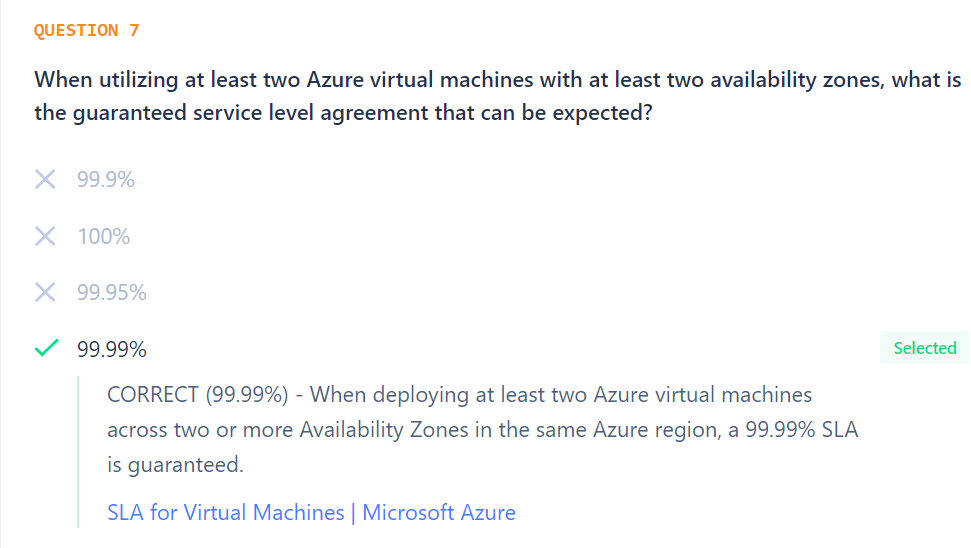 QUESTION 7
When utilizing at least two Azure virtual machines with at least two availability zones, what is
the guaranteed service level agreement that can be expected?
99.9%
100%
99.95%
99.99%
Selected
CORRECT (99.99%) - When deploying at least two Azure virtual machines
across two or more Availability Zones in the same Azure region, a 99.99% SLA
is guaranteed.
SLA for Virtual Machines | Microsoft Azure